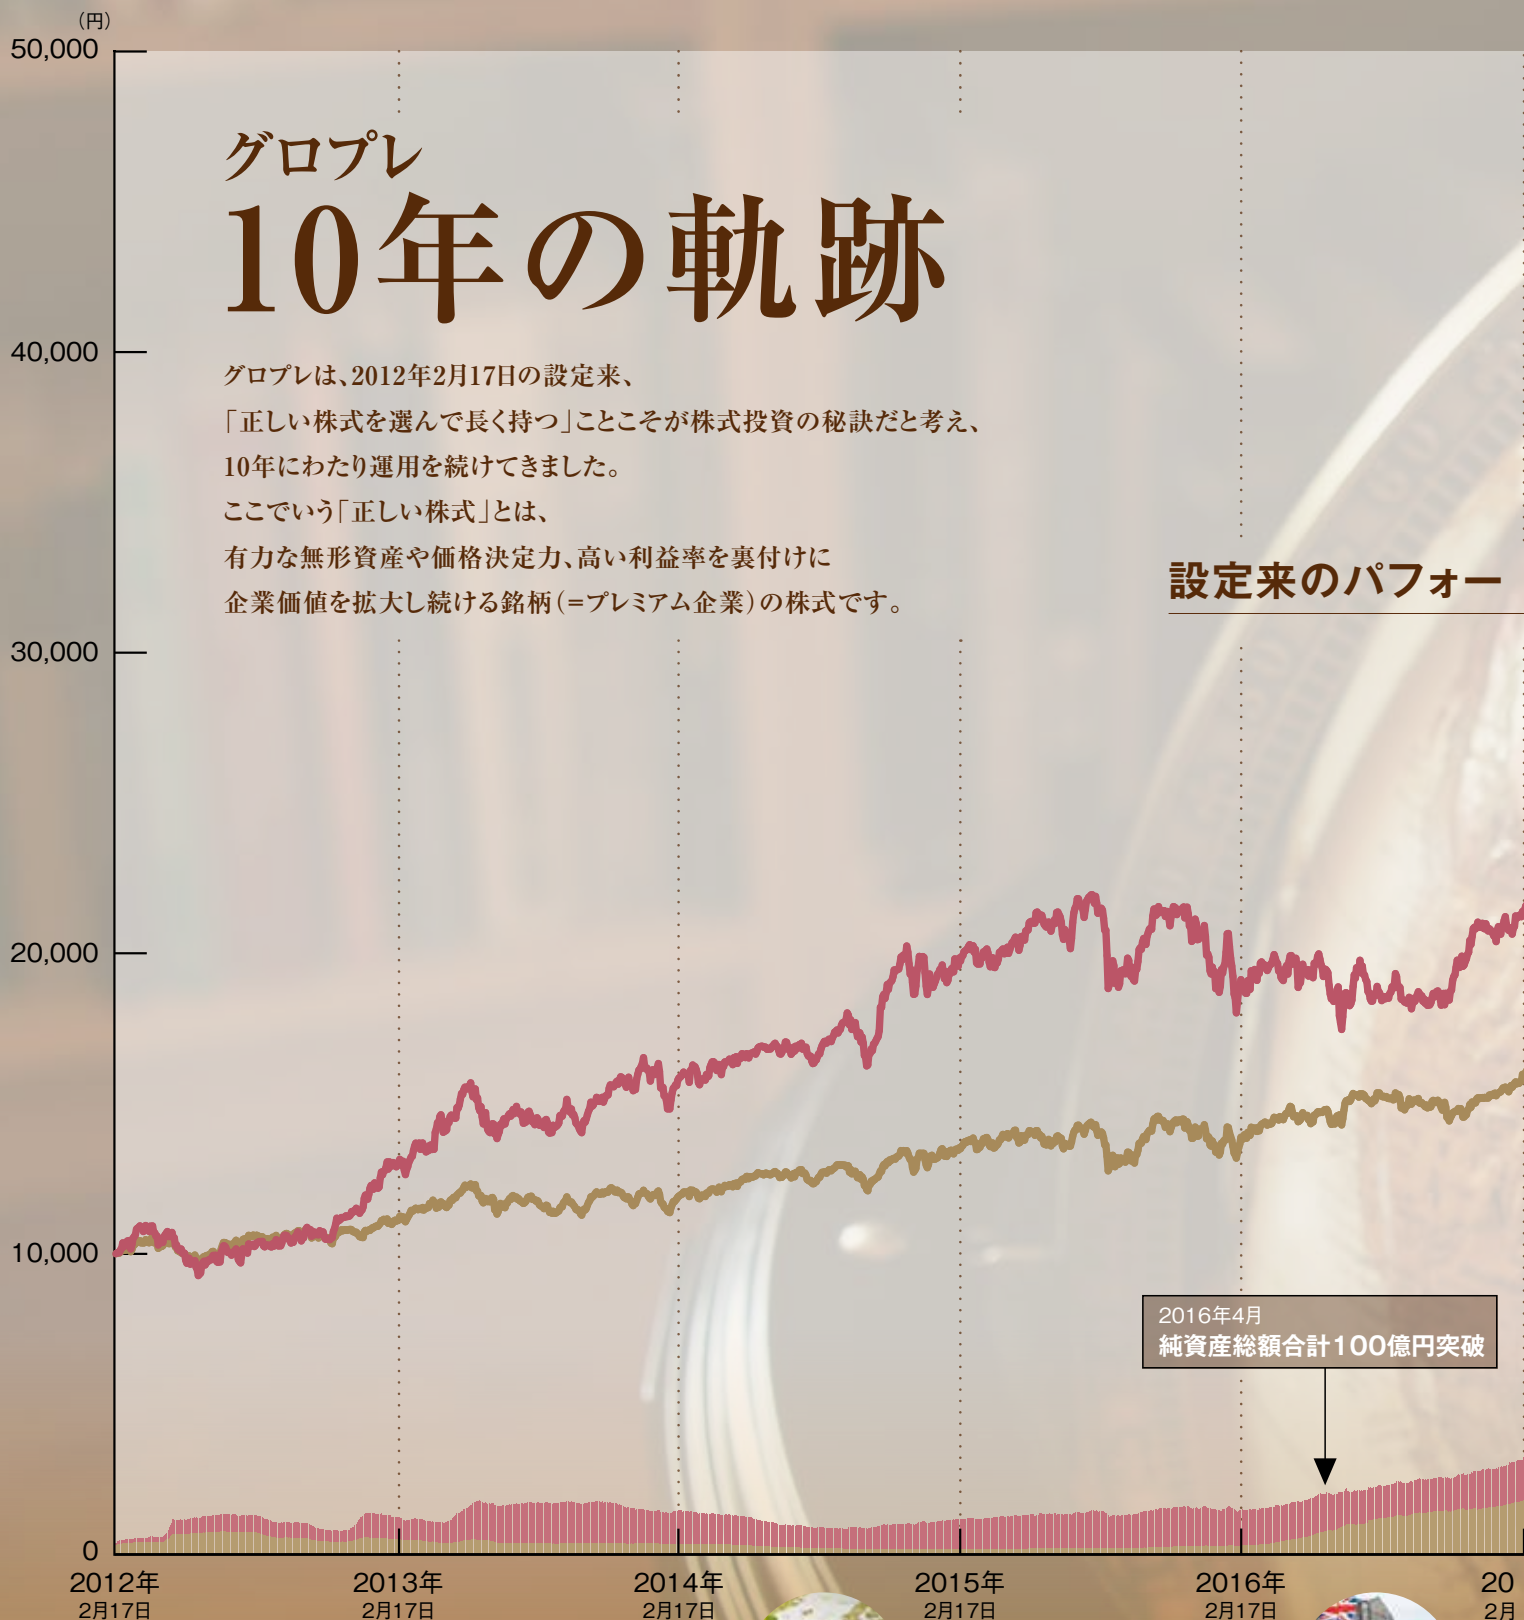 (円)
50,000
グロプレ
10年の軌跡
40,000
グロプレは、2012年2月17日の設定来、
「正しい株式を選んで長く持つ」ことこそが株式投資の秘訣だと考え、
10年にわたり運用を続けてきました。
ここでいう「正しい株式」とは、
有力な無形資産や価格決定力、高い利益率を裏付けに
企業価値を拡大し続ける銘柄(=プレミアム企業)の株式です。
設定来のパフォー
30,000
20,000
10,000
2016年4月
純資産総額合計100億円突破
0
2012年 2013年 2014年 2015年 2016年 20
2月17日 2月17日 2月17日 2月17日 2月17日 2月